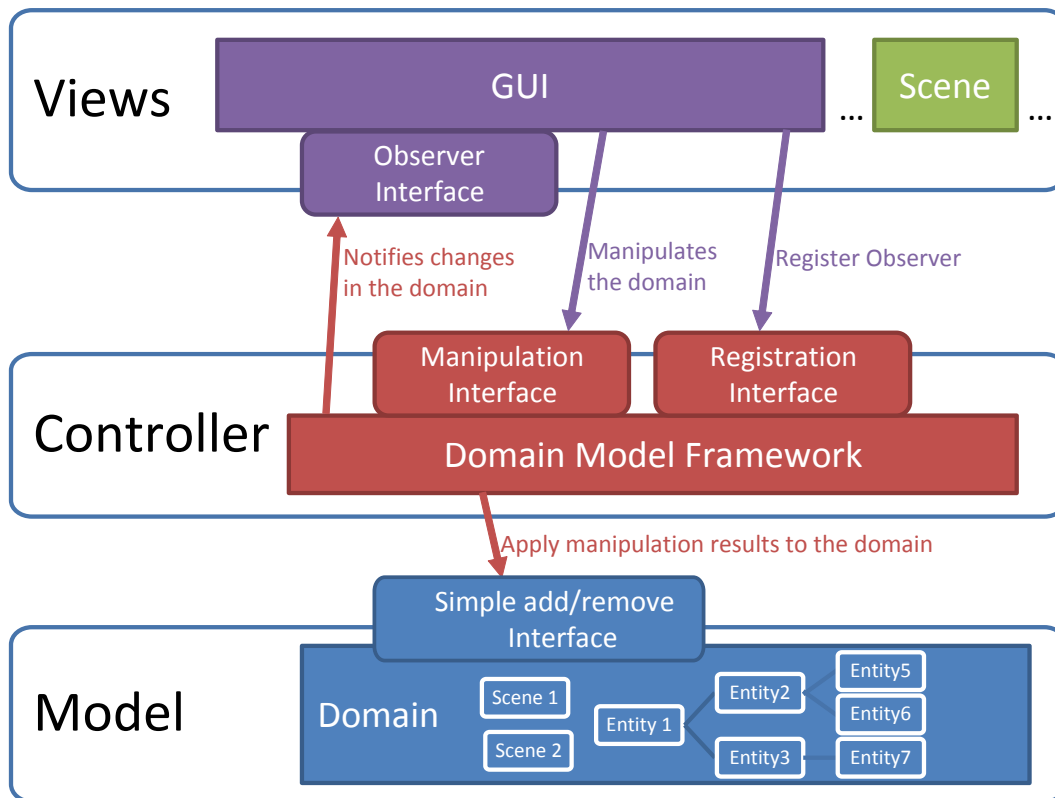 Views
GUI
...
Scene
...
Observer
Interface
Notifies changes
in the domain
Manipulates
the domain
Register Observer
Controller
Manipulation
Interface
Registration
Interface
Domain Model Framework
Apply manipulation results to the domain
Model
Simple add/remove
Interface
Domain
Scene 1
Scene 2
Entity 1
Entity2
Entity3
Entity5
Entity6
Entity7